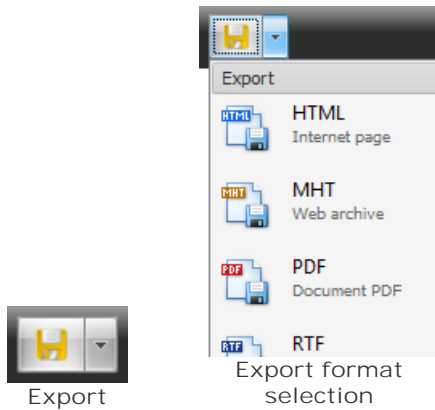 Export
HTML
HTML
Internet page
MHT
MHT
Web archive
PDF
PDF
Document PDF
RTF
RTF
Export format
selection
Export